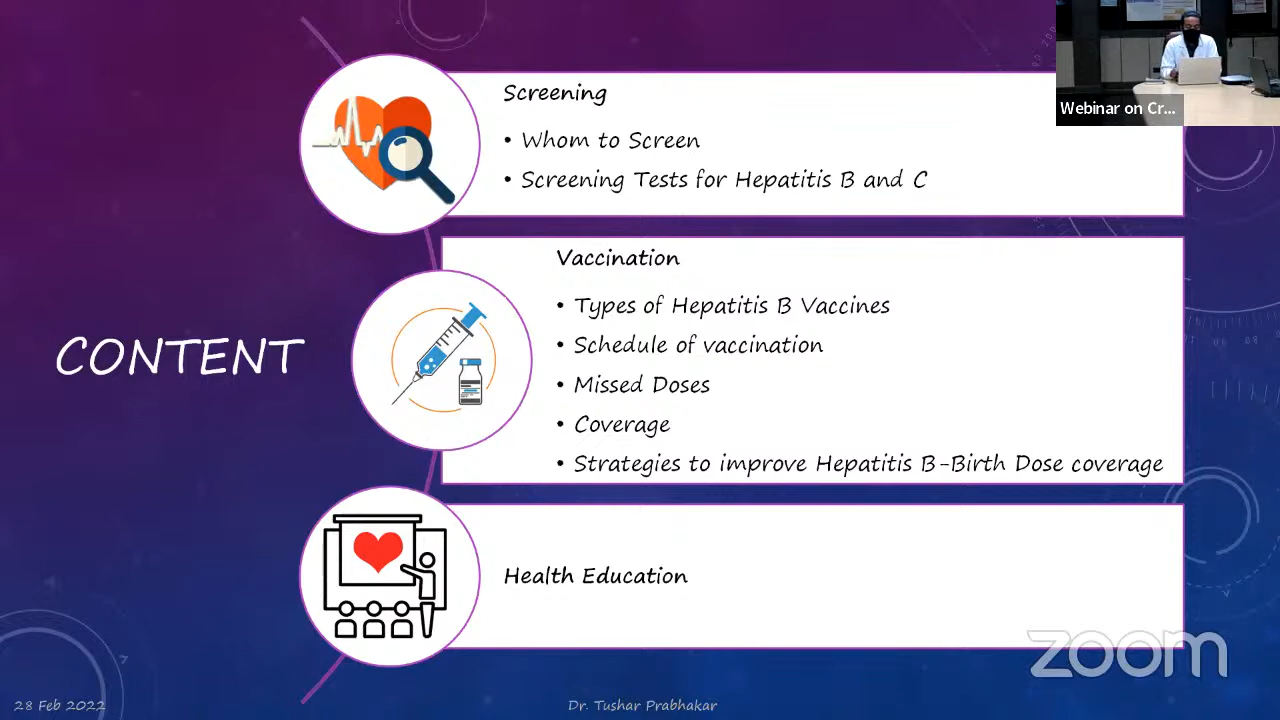 Webinar on Cr...
Screening
• Whom to Screen
• Screening Tests for Hepatitis B and C
Vaccination
• Types of Hepatitis B Vaccines
• Schedule of vaccination
• Missed Doses
• Coverage
• Strategies to improve Hepatitis B-Birth Dose coverage
CONTENT
Health Education
zoom
28 Feb 2022
Dr. Tushar Prabhakar